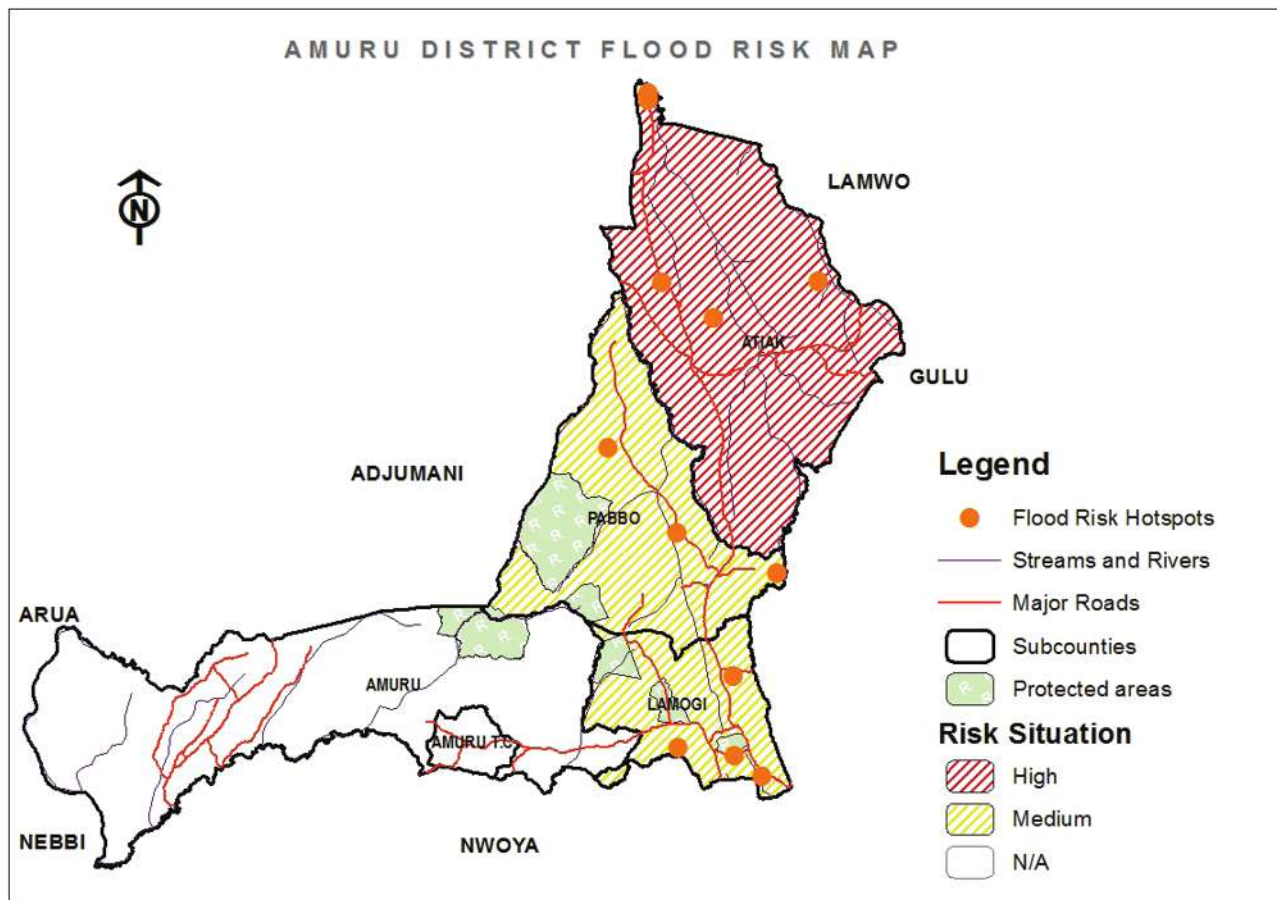 AMURU DISTRICT FLOOD RISK MAP
N
LAMWO
ATIAK
GULU
ADJUMANI
PABBO
ARUA
AMURU
LAMOGI
AMURU T.C.
NEBBI
NWOYA
Legend
Flood Risk Hotspots
Streams and Rivers
Major Roads
Subcounties
Protected areas
Risk Situation
High
Medium
N/A